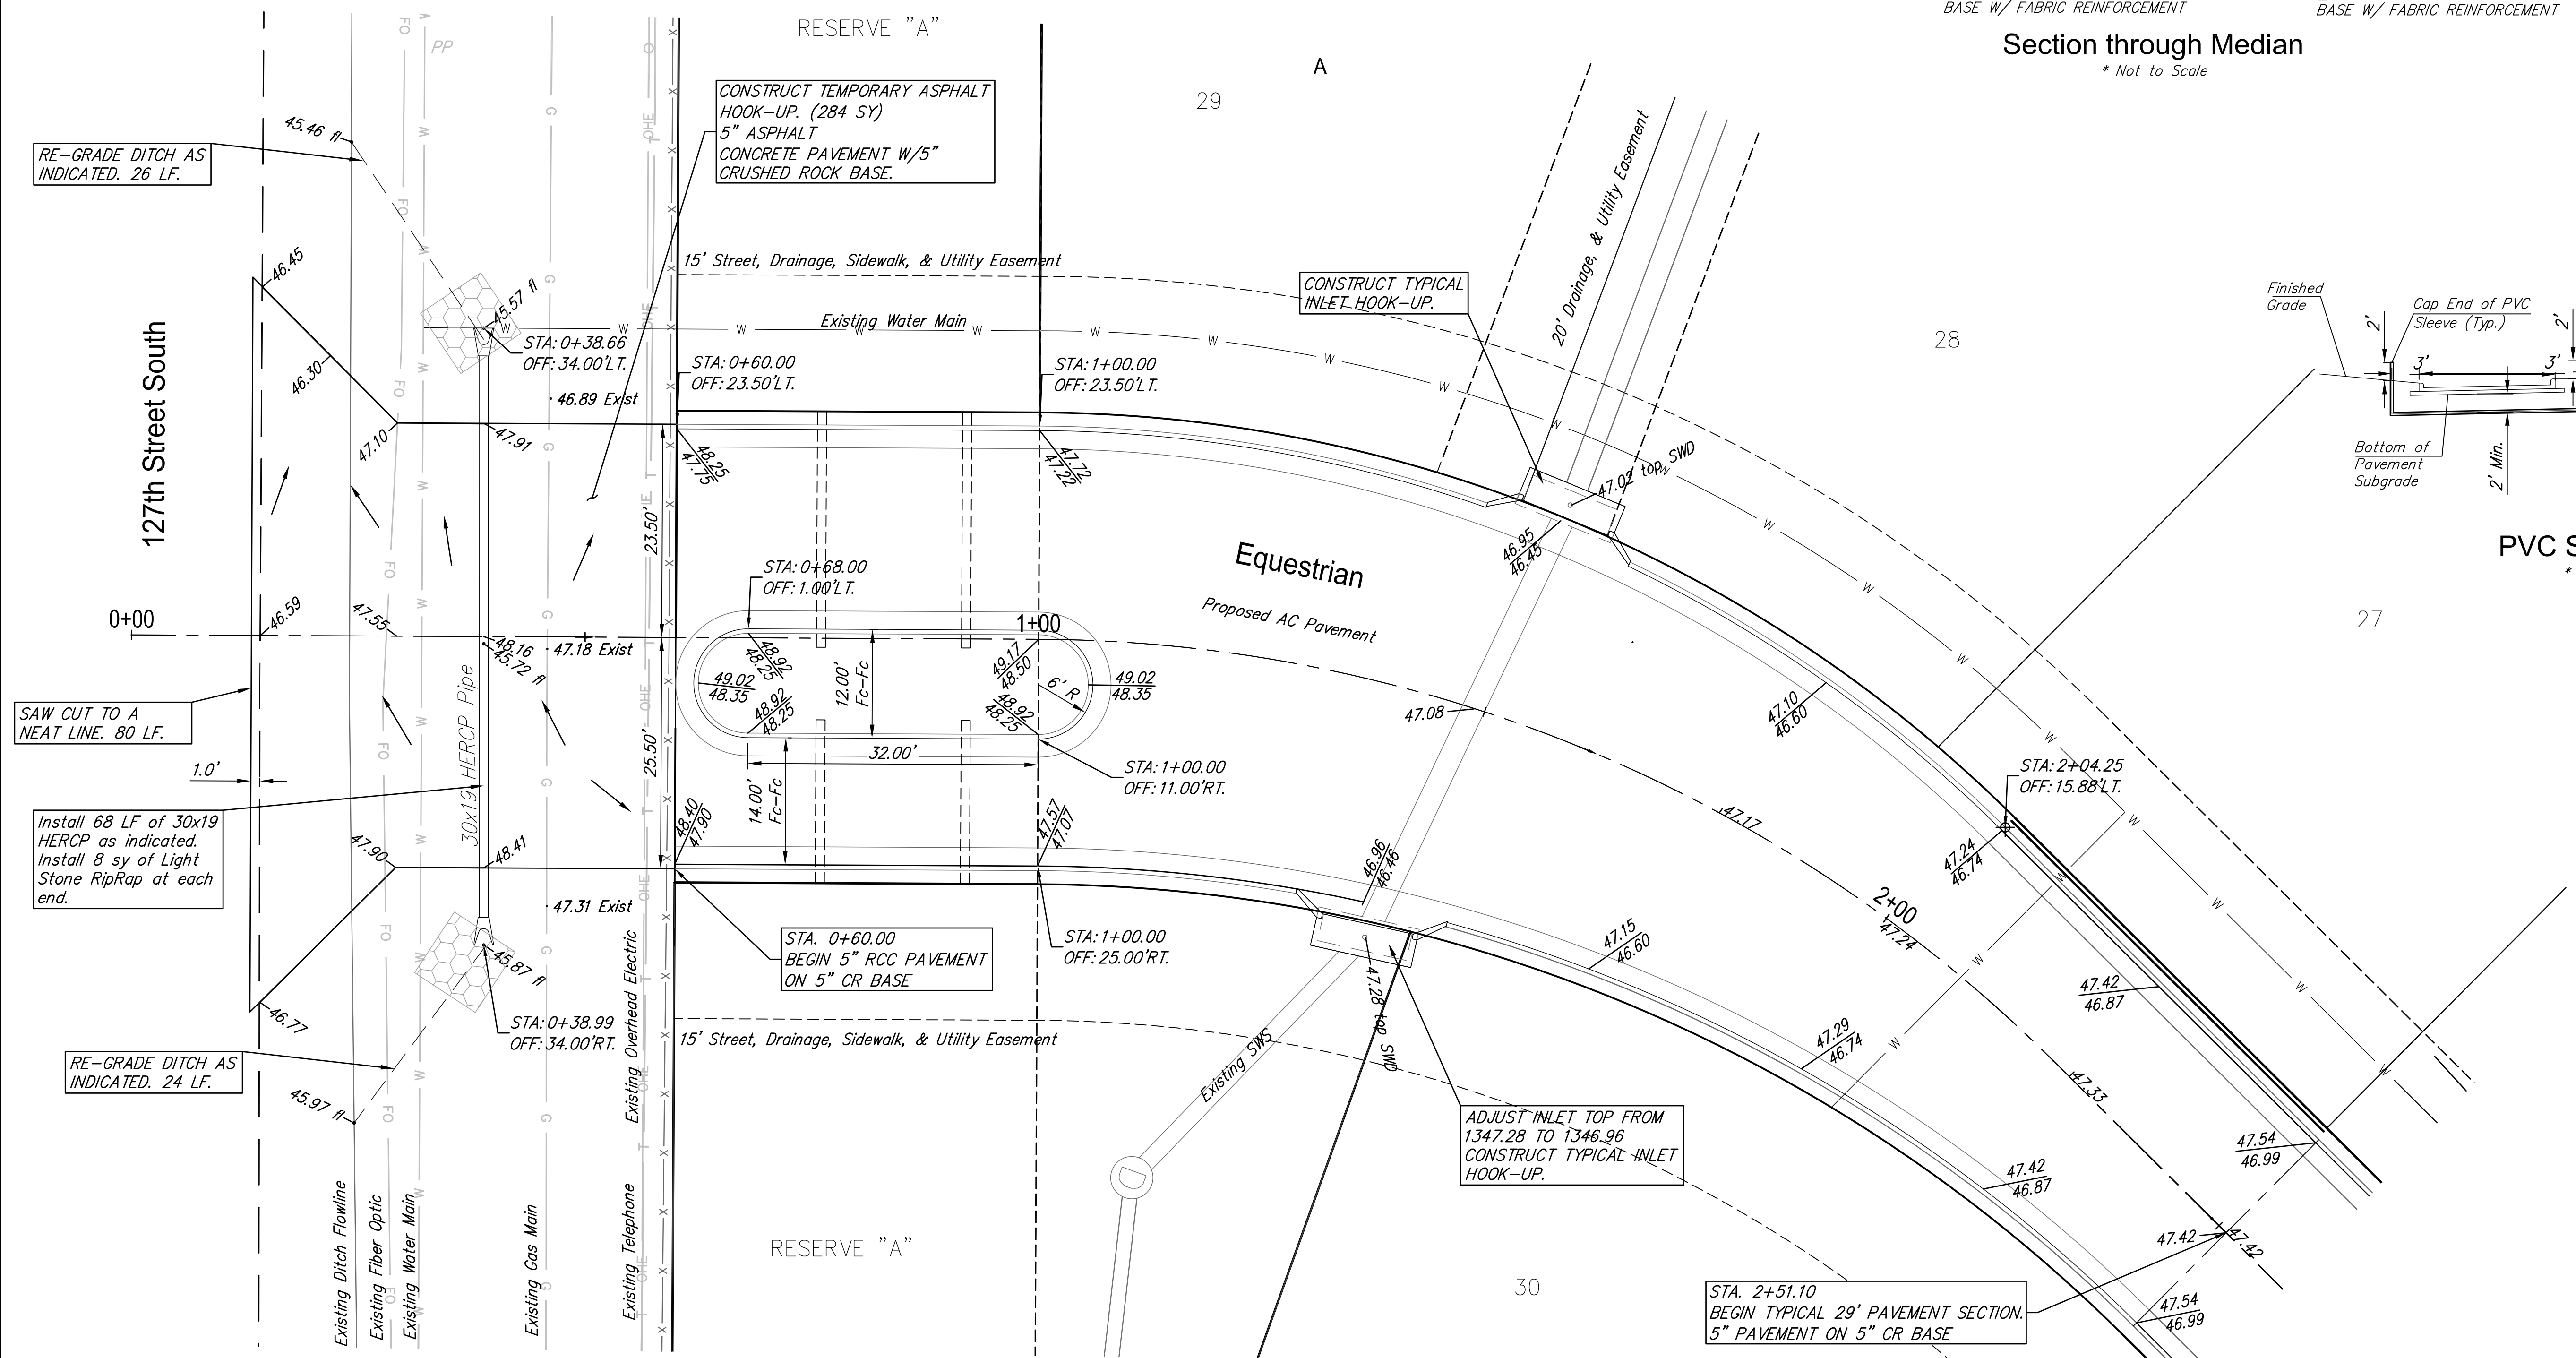 BASE W/ FABRIC REINFORCEMENT
BASE W/ FABRIC REINFORCEMENT
Section through Median
* Not to Scale
RESERVE "A"
A
29
28
27
30
PP
CONSTRUCT TEMPORARY ASPHALT
HOOK-UP. (284 SY)
5" ASPHALT
CONCRETE PAVEMENT W/5"
CRUSHED ROCK BASE.
45.46 fl
RE-GRADE DITCH AS
INDICATED. 26 LF.
15' Street, Drainage, Sidewalk, & Utility Easement
Existing Water Main
20' Drainage, & Utility Easement
CONSTRUCT TYPICAL
INLET HOOK-UP.
Finished
Grade
Cap End of PVC
Sleeve (Typ.)
2'
3'
3'
2'
Bottom of
Pavement
Subgrade
2' Min.
PVC S
*
127th Street South
46.45
46.30
47.10
47.91
45.57 fl
STA: 0+38.66
OFF: 34.00'LT.
46.89 Exist
STA: 0+60.00
OFF: 23.50'LT.
STA: 1+00.00
OFF: 23.50'LT.
48.25
47.75
47.72
47.22
47.02 top SWD
46.95
46.45
23.50'
STA: 0+68.00
OFF: 1.00'LT.
Equestrian
Proposed AC Pavement
0+00
46.59
47.55
48.16
45.72 fl
47.18 Exist
1+00
48.92
48.25
49.17
48.50
49.02
48.35
12.00'
Fc-Fc
6' R
49.02
48.35
48.92
48.25
48.92
48.25
32.00'
14.00'
Fc-Fc
25.50'
STA: 1+00.00
OFF: 11.00'RT.
47.08
47.10
46.60
47.17
STA: 2+04.25
OFF: 15.88'LT.
47.24
46.74
2+00
47.24
SAW CUT TO A
NEAT LINE. 80 LF.
1.0'
30x19 HERCP Pipe
Install 68 LF of 30x19
HERCP as indicated.
Install 8 sy of Light
Stone RipRap at each
end.
47.90
48.41
48.40
47.90
47.57
47.07
46.96
46.46
47.31 Exist
STA. 0+60.00
BEGIN 5" RCC PAVEMENT
ON 5" CR BASE
STA: 1+00.00
OFF: 25.00'RT.
45.87 fl
STA: 0+38.99
OFF: 34.00'RT.
46.77
RE-GRADE DITCH AS
INDICATED. 24 LF.
45.97 fl
15' Street, Drainage, Sidewalk, & Utility Easement
47.28 top SWD
Existing SWS
47.15
46.60
47.29
46.74
47.42
46.87
47.33
47.42
46.87
47.54
46.99
ADJUST INLET TOP FROM
1347.28 TO 1346.96
CONSTRUCT TYPICAL INLET
HOOK-UP.
Existing Ditch Flowline
Existing Fiber Optic
Existing Water Main
Existing Gas Main
Existing Telephone
Existing Overhead Electric
RESERVE "A"
STA. 2+51.10
BEGIN TYPICAL 29' PAVEMENT SECTION.
5" PAVEMENT ON 5" CR BASE
47.42
47.42
47.54
46.99